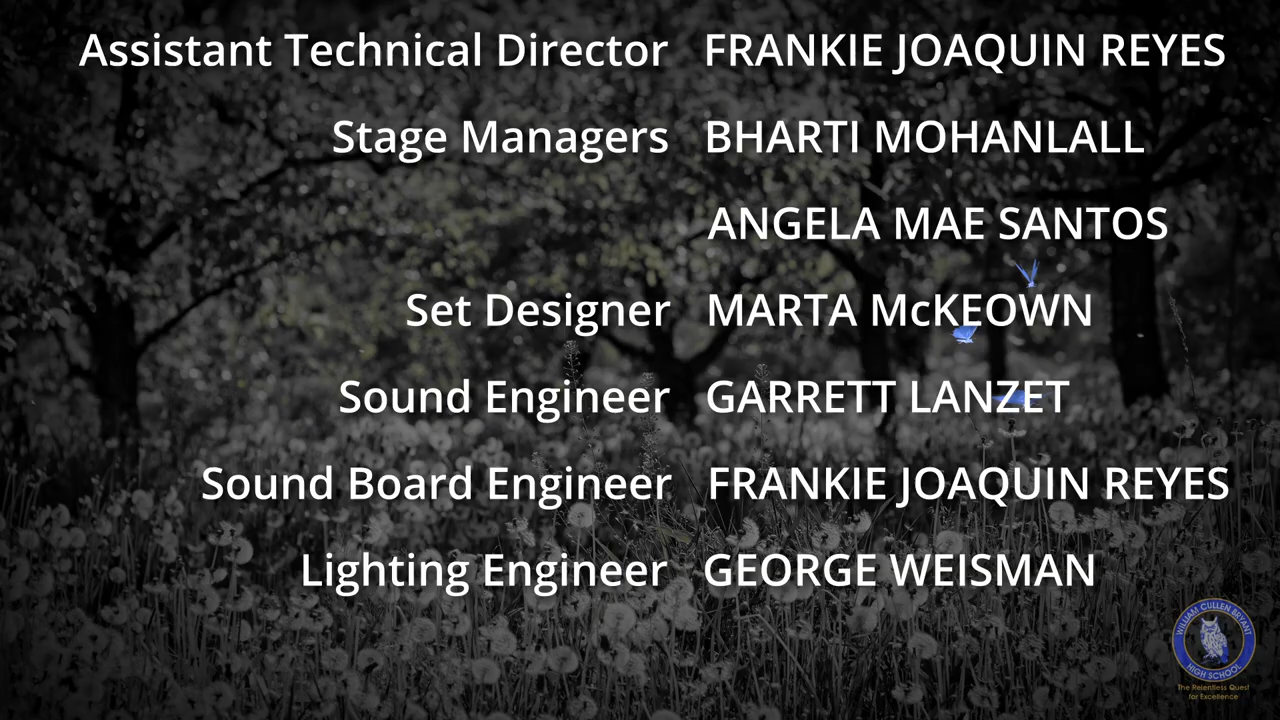 Assistant Technical Director FRANKIE JOAQUIN REYES
Stage Managers BHARTI MOHANLALL
ANGELA MAE SANTOS
Set Designer MARTA McKEOWN
Sound Engineer GARRETT LANZET
Sound Board Engineer FRANKIE JOAQUIN REYES
Lighting Engineer GEORGE WEISMAN
WILLIAM CULLEN BRYANT
HIGH SCHOOL
The Relentless Quest
for Excellence